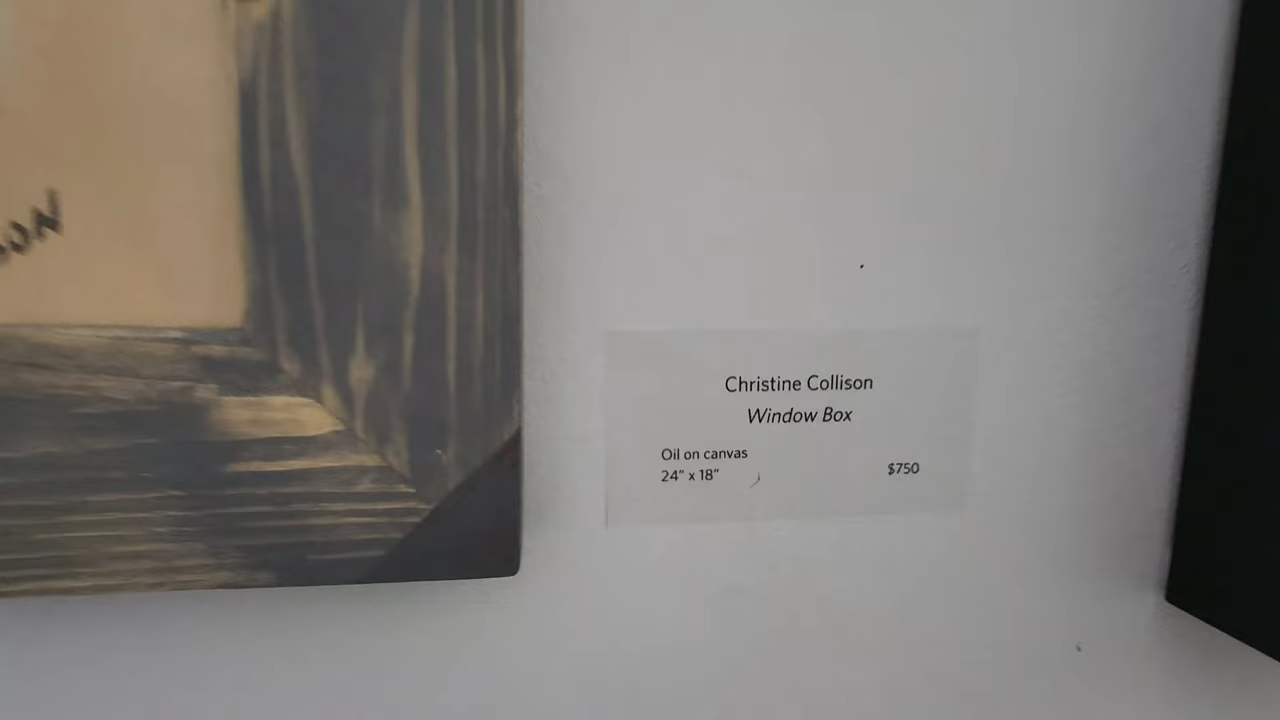 Christine Collison
Window Box
Oil on canvas
24" x 18"
$750